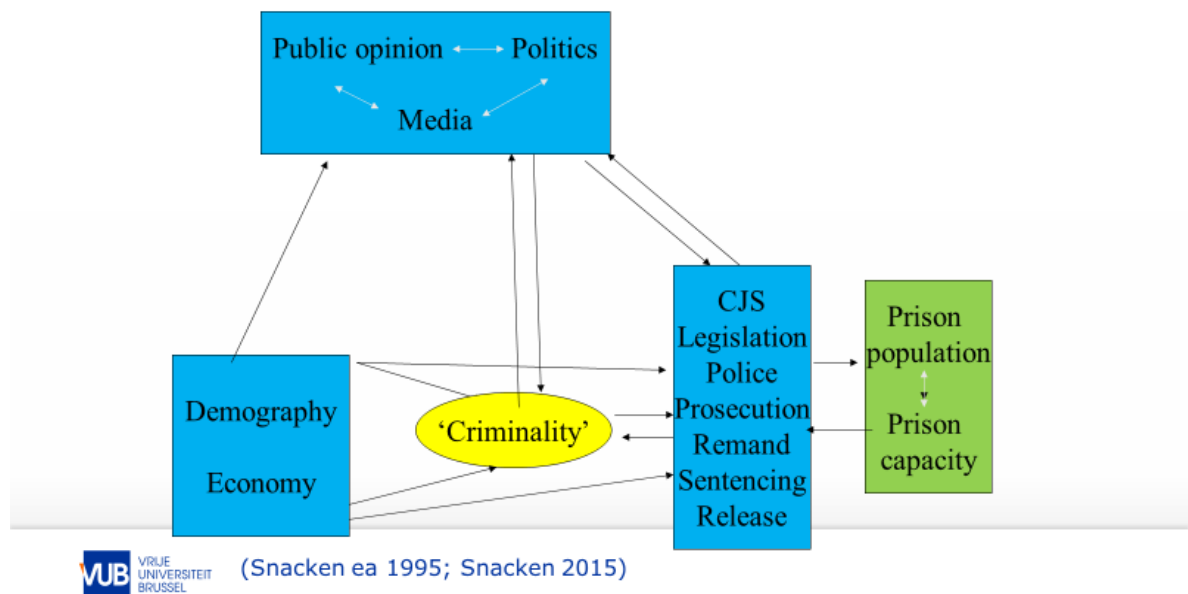 Public opinion Politics
Media
Demography
Economy
‘Criminality’
CJS
Legislation
Police
Prosecution
Remand
Sentencing
Release
Prison
population
Prison
capacity
VUB
VRIJE
UNIVERSITEIT
BRUSSEL
(Snacken ea 1995; Snacken 2015)